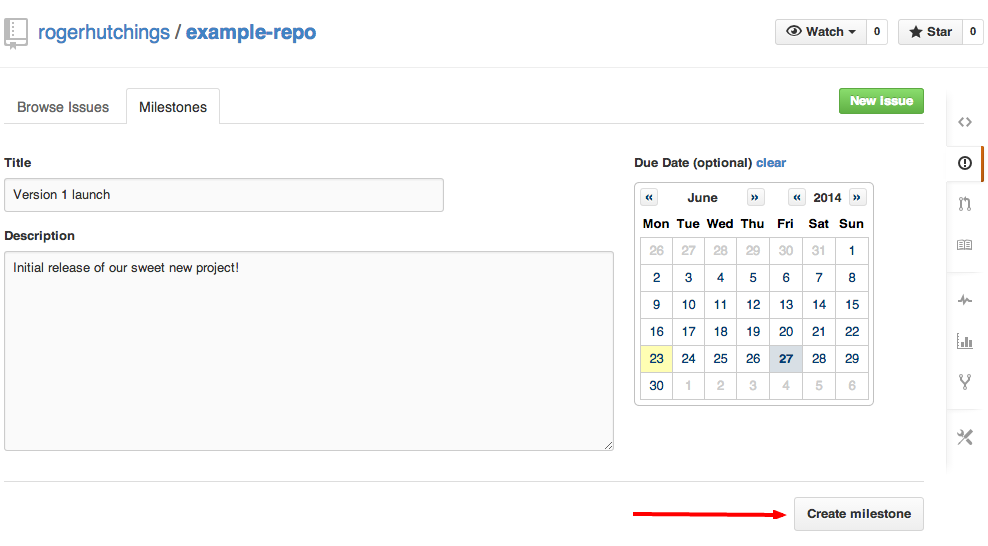 rogerhutchings / example-repo
Watch 0 Star 0
Browse Issues Milestones New Issue
Title
Version 1 launch
Description
Initial release of our sweet new project!
Due Date (optional) clear
« June » « 2014 »
Mon Tue Wed Thu Fri Sat Sun
26 27 28 29 30 31 1
2 3 4 5 6 7 8
9 10 11 12 13 14 15
16 17 18 19 20 21 22
23 24 25 26 27 28 29
30 1 2 3 4 5 6
Create milestone